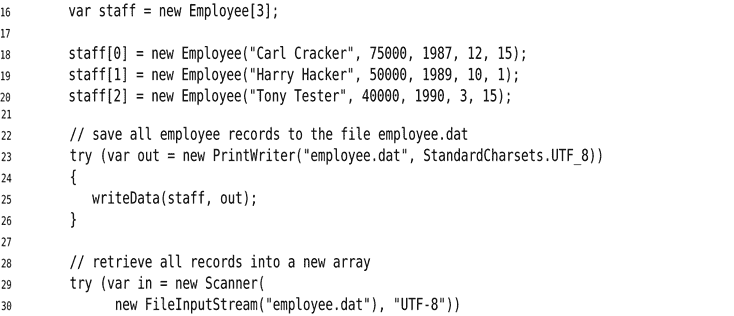 16 var staff = new Employee[3];
17
18 staff[0] = new Employee("Carl Cracker", 75000, 1987, 12, 15);
19 staff[1] = new Employee("Harry Hacker", 50000, 1989, 10, 1);
20 staff[2] = new Employee("Tony Tester", 40000, 1990, 3, 15);
21
22 // save all employee records to the file employee.dat
23 try (var out = new PrintWriter("employee.dat", StandardCharsets.UTF_8))
24 {
25 writeData(staff, out);
26 }
27
28 // retrieve all records into a new array
29 try (var in = new Scanner(
30 new FileInputStream("employee.dat"), "UTF-8"))